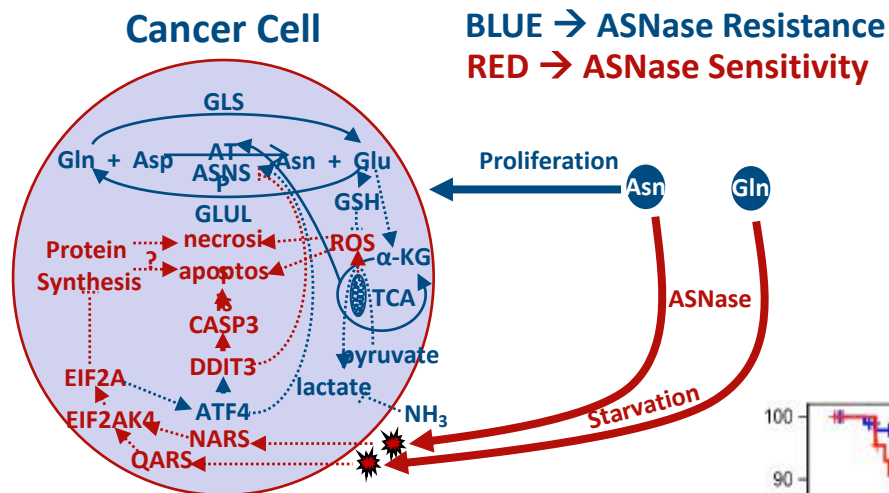 Cancer Cell
BLUE → ASNase Resistance
RED → ASNase Sensitivity
GLS
Gln + Asp
AT
P
ASNS
Asn + Glu
GLUL
GSH
Proliferation
Asn
Gln
Protein
Synthesis
?
necrosi
s
apoptos
is
ROS
α-KG
TCA
ASNase
CASP3
pyruvate
DDIT3
lactate
EIF2A
ATF4
NH3
Starvation
EIF2AK4
NARS
QARS
100
90